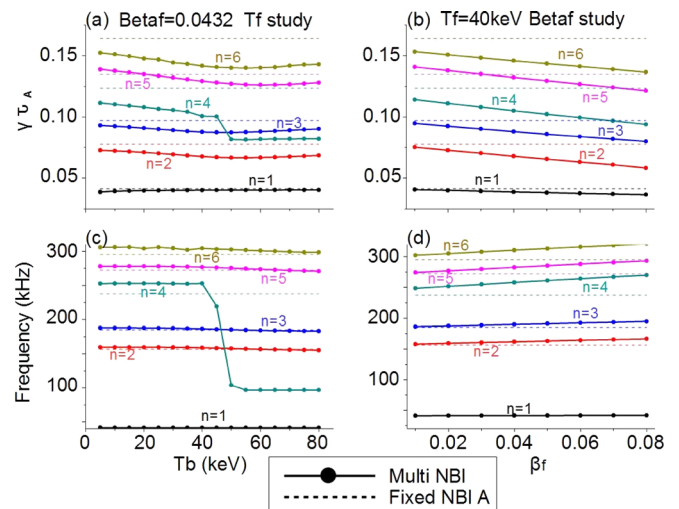 (a) Betaf=0.0432 Tf study
(b) Tf=40keV Betaf study
0.15
0.10
0.05
γ τ A
n=6
n=5
n=4
n=3
n=2
n=1
n=6
n=5
n=4
n=3
n=2
n=1
(c)
(d)
300
200
100
Frequency (kHz)
n=6
n=5
n=4
n=3
n=2
n=1
300
200
100
n=6
n=5
n=4
n=3
n=2
n=1
0 20 40 60 80
0.02 0.04 0.06 0.08
Tb (keV)
βf
Multi NBI
Fixed NBI A